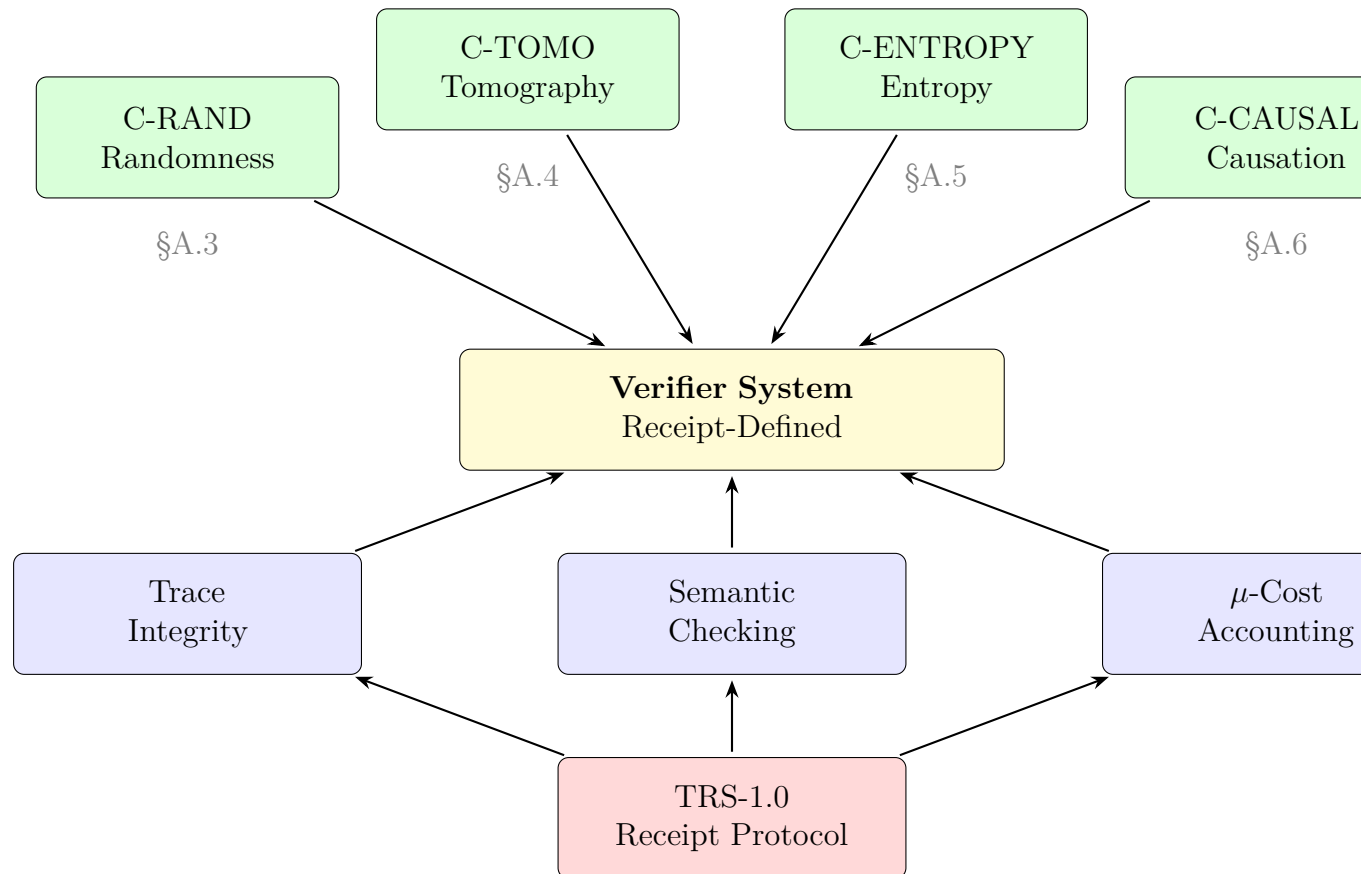 C-TOMO
Tomography
C-ENTROPY
Entropy
C-RAND
Randomness
C-CAUSAL
Causation
§A.4
§A.5
§A.3
§A.6
Verifier System
Receipt-Defined
Trace
Integrity
Semantic
Checking
μ-Cost
Accounting
TRS-1.0
Receipt Protocol